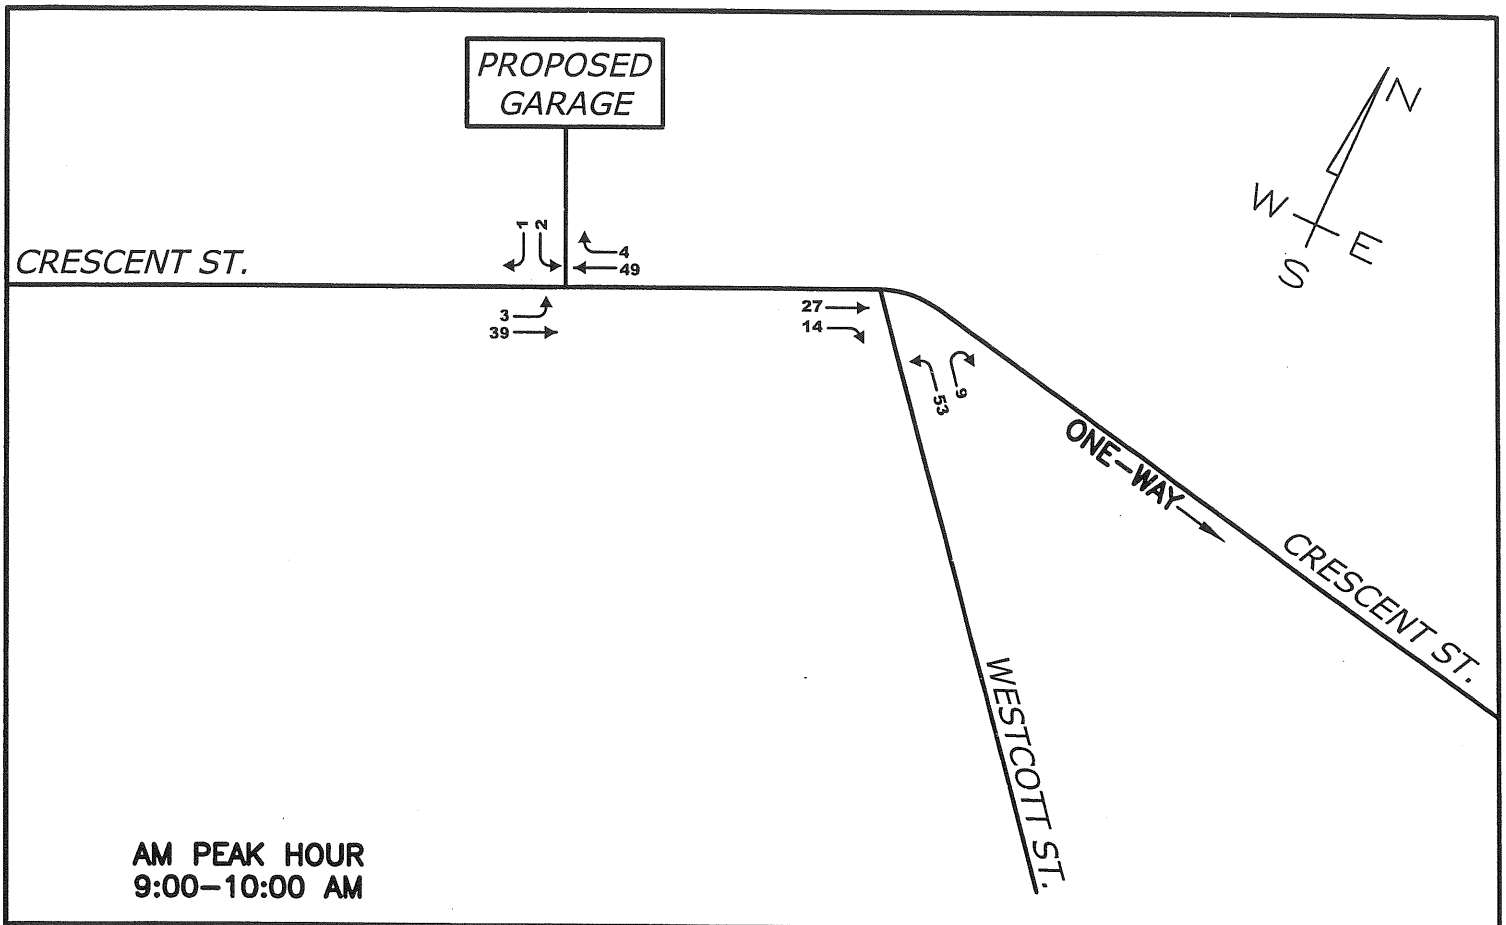 PROPOSED
GARAGE
N
W
E
S
CRESCENT ST.
1
2
4
49
3
39
27
14
53
9
ONE-WAY
CRESCENT ST.
WESTCOTT ST.
AM PEAK HOUR
9:00-10:00 AM